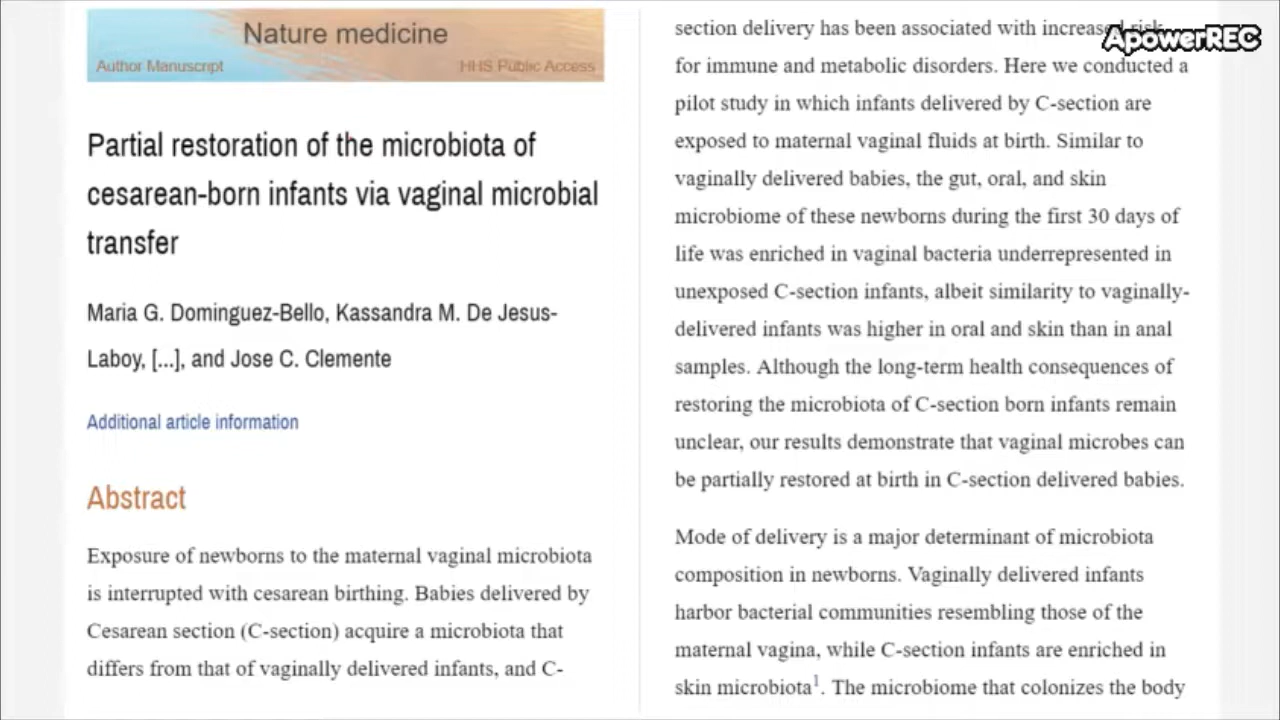 Nature medicine
Author Manuscript
HHS Public Access
Partial restoration of the microbiota of
cesarean-born infants via vaginal microbial
transfer
Maria G. Dominguez-Bello, Kassandra M. De Jesus-
Laboy, [...], and Jose C. Clemente
Additional article information
Abstract
Exposure of newborns to the maternal vaginal microbiota
is interrupted with cesarean birthing. Babies delivered by
Cesarean section (C-section) acquire a microbiota that
differs from that of vaginally delivered infants, and C-
section delivery has been associated with increased risk
for immune and metabolic disorders. Here we conducted a
pilot study in which infants delivered by C-section are
exposed to maternal vaginal fluids at birth. Similar to
vaginally delivered babies, the gut, oral, and skin
microbiome of these newborns during the first 30 days of
life was enriched in vaginal bacteria underrepresented in
unexposed C-section infants, albeit similarity to vaginally-
delivered infants was higher in oral and skin than in anal
samples. Although the long-term health consequences of
restoring the microbiota of C-section born infants remain
unclear, our results demonstrate that vaginal microbes can
be partially restored at birth in C-section delivered babies.
Mode of delivery is a major determinant of microbiota
composition in newborns. Vaginally delivered infants
harbor bacterial communities resembling those of the
maternal vagina, while C-section infants are enriched in
skin microbiota1. The microbiome that colonizes the body
ApowerREC